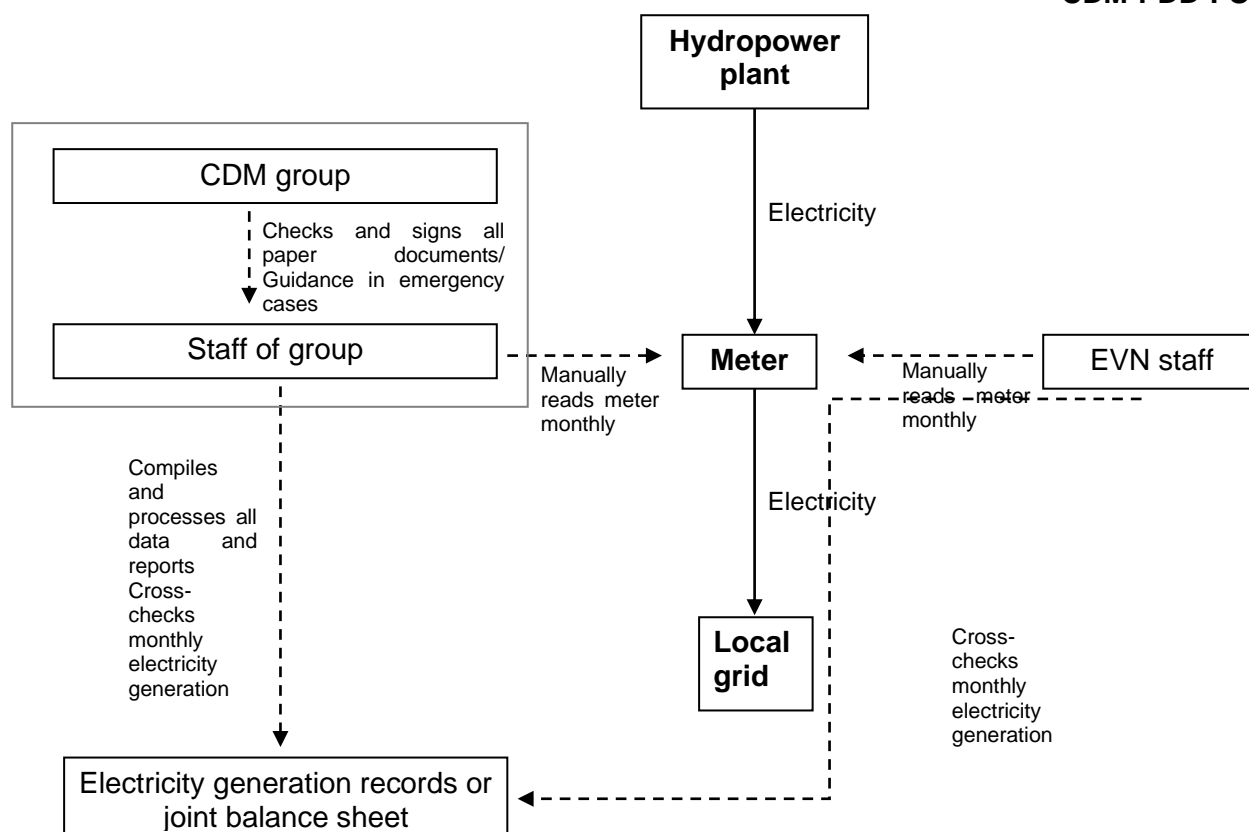 Hydropower
plant
CDM group
Checks and signs all
paper documents/
Guidance in emergency
cases
Electricity
Staff of group
Manually
reads meter
monthly
Meter
Manually
reads meter
monthly
EVN staff
Compiles
and
processes all
data and
reports
Cross-
checks
monthly
electricity
generation
Electricity
Local
grid
Cross-
checks
monthly
electricity
generation
Electricity generation records or
joint balance sheet